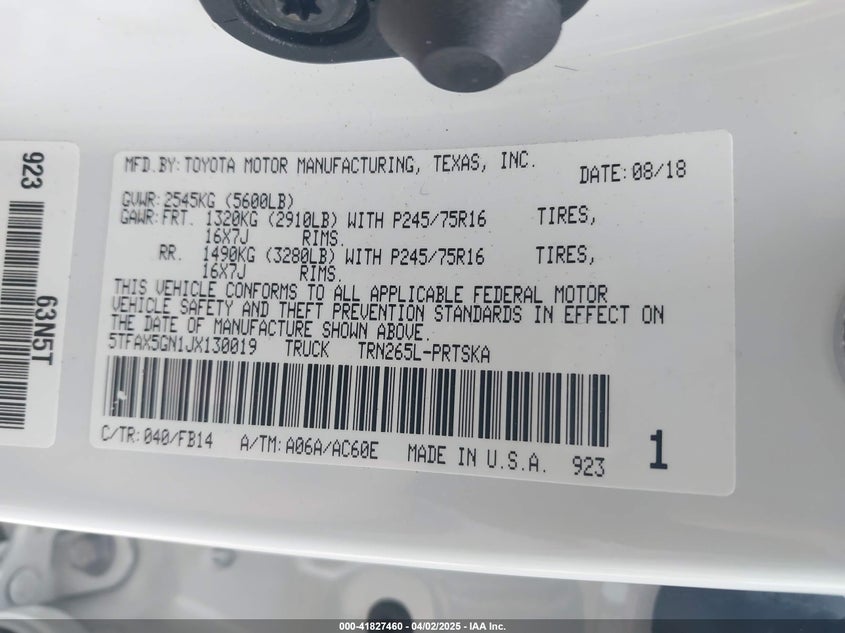 MFD.BY: TOYOTA MOTOR MANUFACTURING, TEXAS, INC. DATE: 08/18
GVWR: 2545KG (5600LB)
GAWR: FRT. 1320KG (2910LB) WITH P245/75R16 TIRES,
16X7J RIMS.
RR. 1490KG (3280LB) WITH P245/75R16 TIRES,
16X7J RIMS.
THIS VEHICLE CONFORMS TO ALL APPLICABLE FEDERAL MOTOR
VEHICLE SAFETY AND THEFT PREVENTION STANDARDS IN EFFECT ON
THE DATE OF MANUFACTURE SHOWN ABOVE.
5TFAX5GN1JX130019 TRUCK TRN265L-PRTSKA
C/TR: 040/FB14 A/TM: A06A/AC60E MADE IN U.S.A. 923 1
923
63N5T
000-41827460 - 04/02/2025 - IAA Inc.